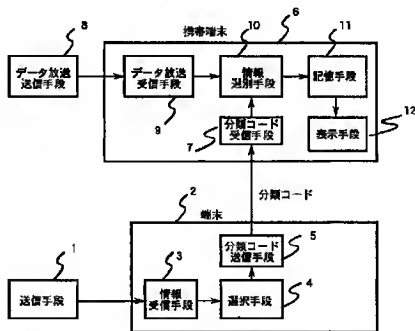 8
10
6
11
携帯端末
データ放送
送信手段
データ放送
受信手段
情報
選別手段
記憶手段
9
7
分類コード
受信手段
表示手段
12
分類コード
2
端末
1
3
分類コード
送信手段
5
送信手段
情報
受信手段
選択手段
4